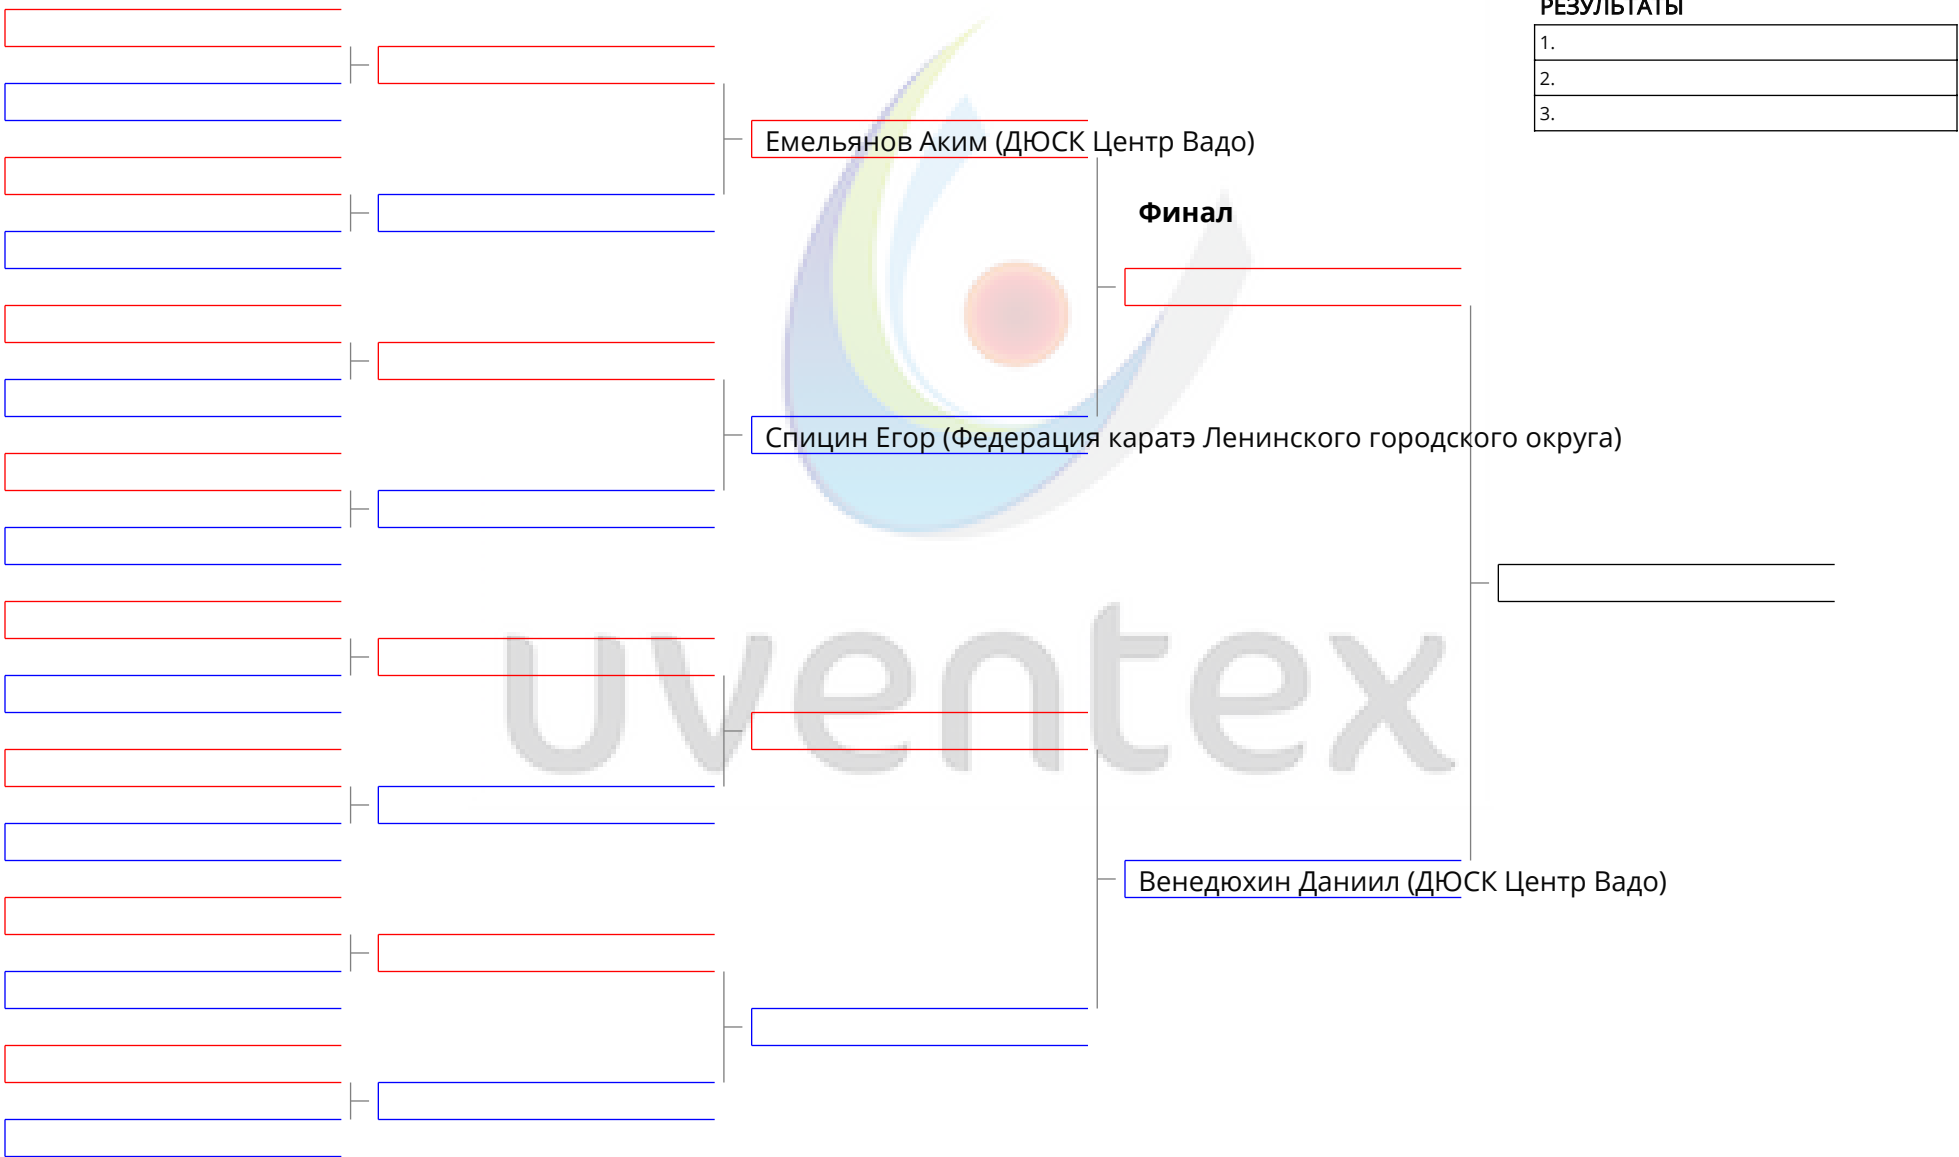 РЕЗУЛЬТАТЫ
1.
2.
3.
Емельянов Аким (ДЮСК Центр Вадо)
Финал
Спицин Егор (Федерация каратэ Ленинского городского округа)
uventex
Венедюхин Даниил (ДЮСК Центр Вадо)